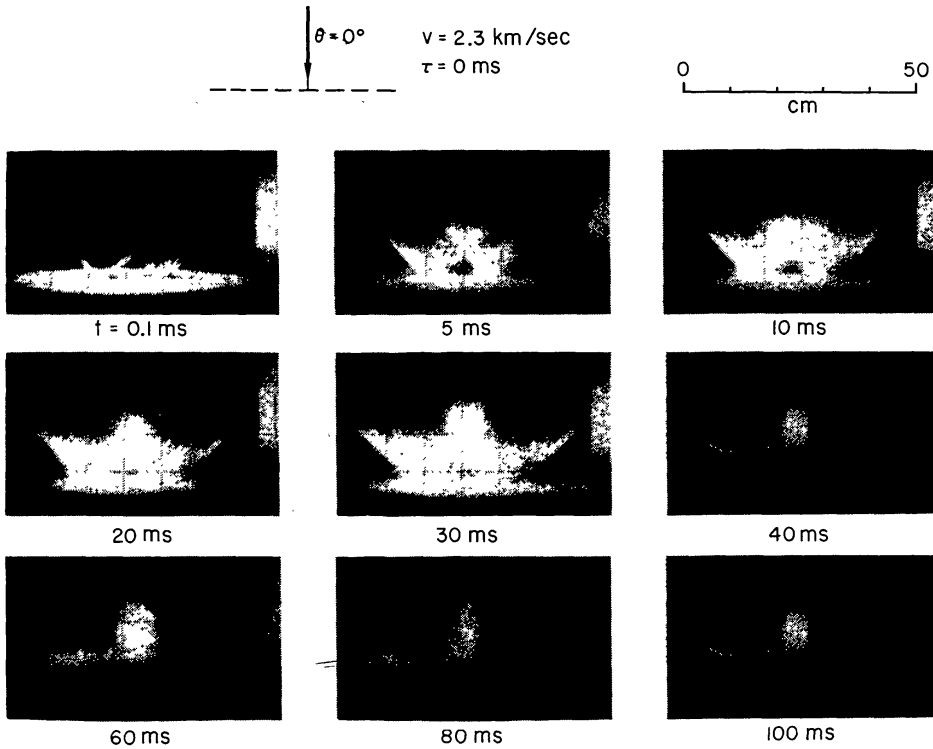 θ = 0°
v = 2.3 km/sec
τ = 0 ms
0 50
cm
t = 0.1 ms
5 ms
10 ms
20 ms
30 ms
40 ms
60 ms
80 ms
100 ms